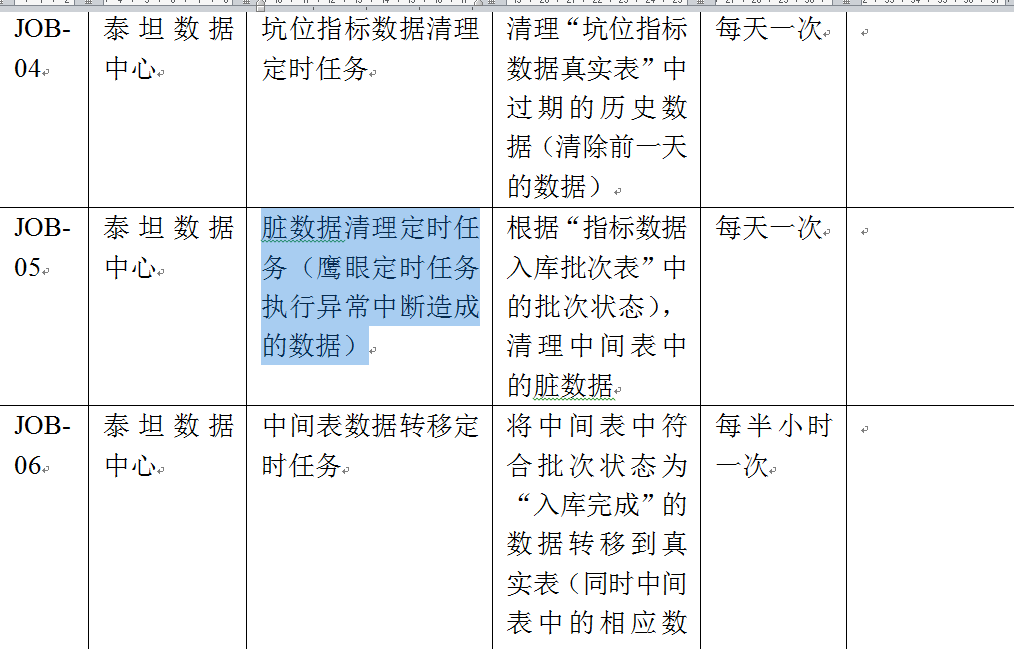 JOB-
04
泰坦数据
中心
坑位指标数据清理
定时任务
清理“坑位指标
数据真实表”中
过期的历史数
据（清除前一天
的数据）
每天一次
JOB-
05
泰坦数据
中心
脏数据清理定时任
务（鹰眼定时任务
执行异常中断造成
的数据）
根据“指标数据
入库批次表”中
的批次状态），
清理中间表中
的脏数据
每天一次
JOB-
06
泰坦数据
中心
中间表数据转移定
时任务
将中间表中符
合批次状态为
“入库完成”的
数据转移到真
实表（同时中间
表中的相应数
每半小时
一次